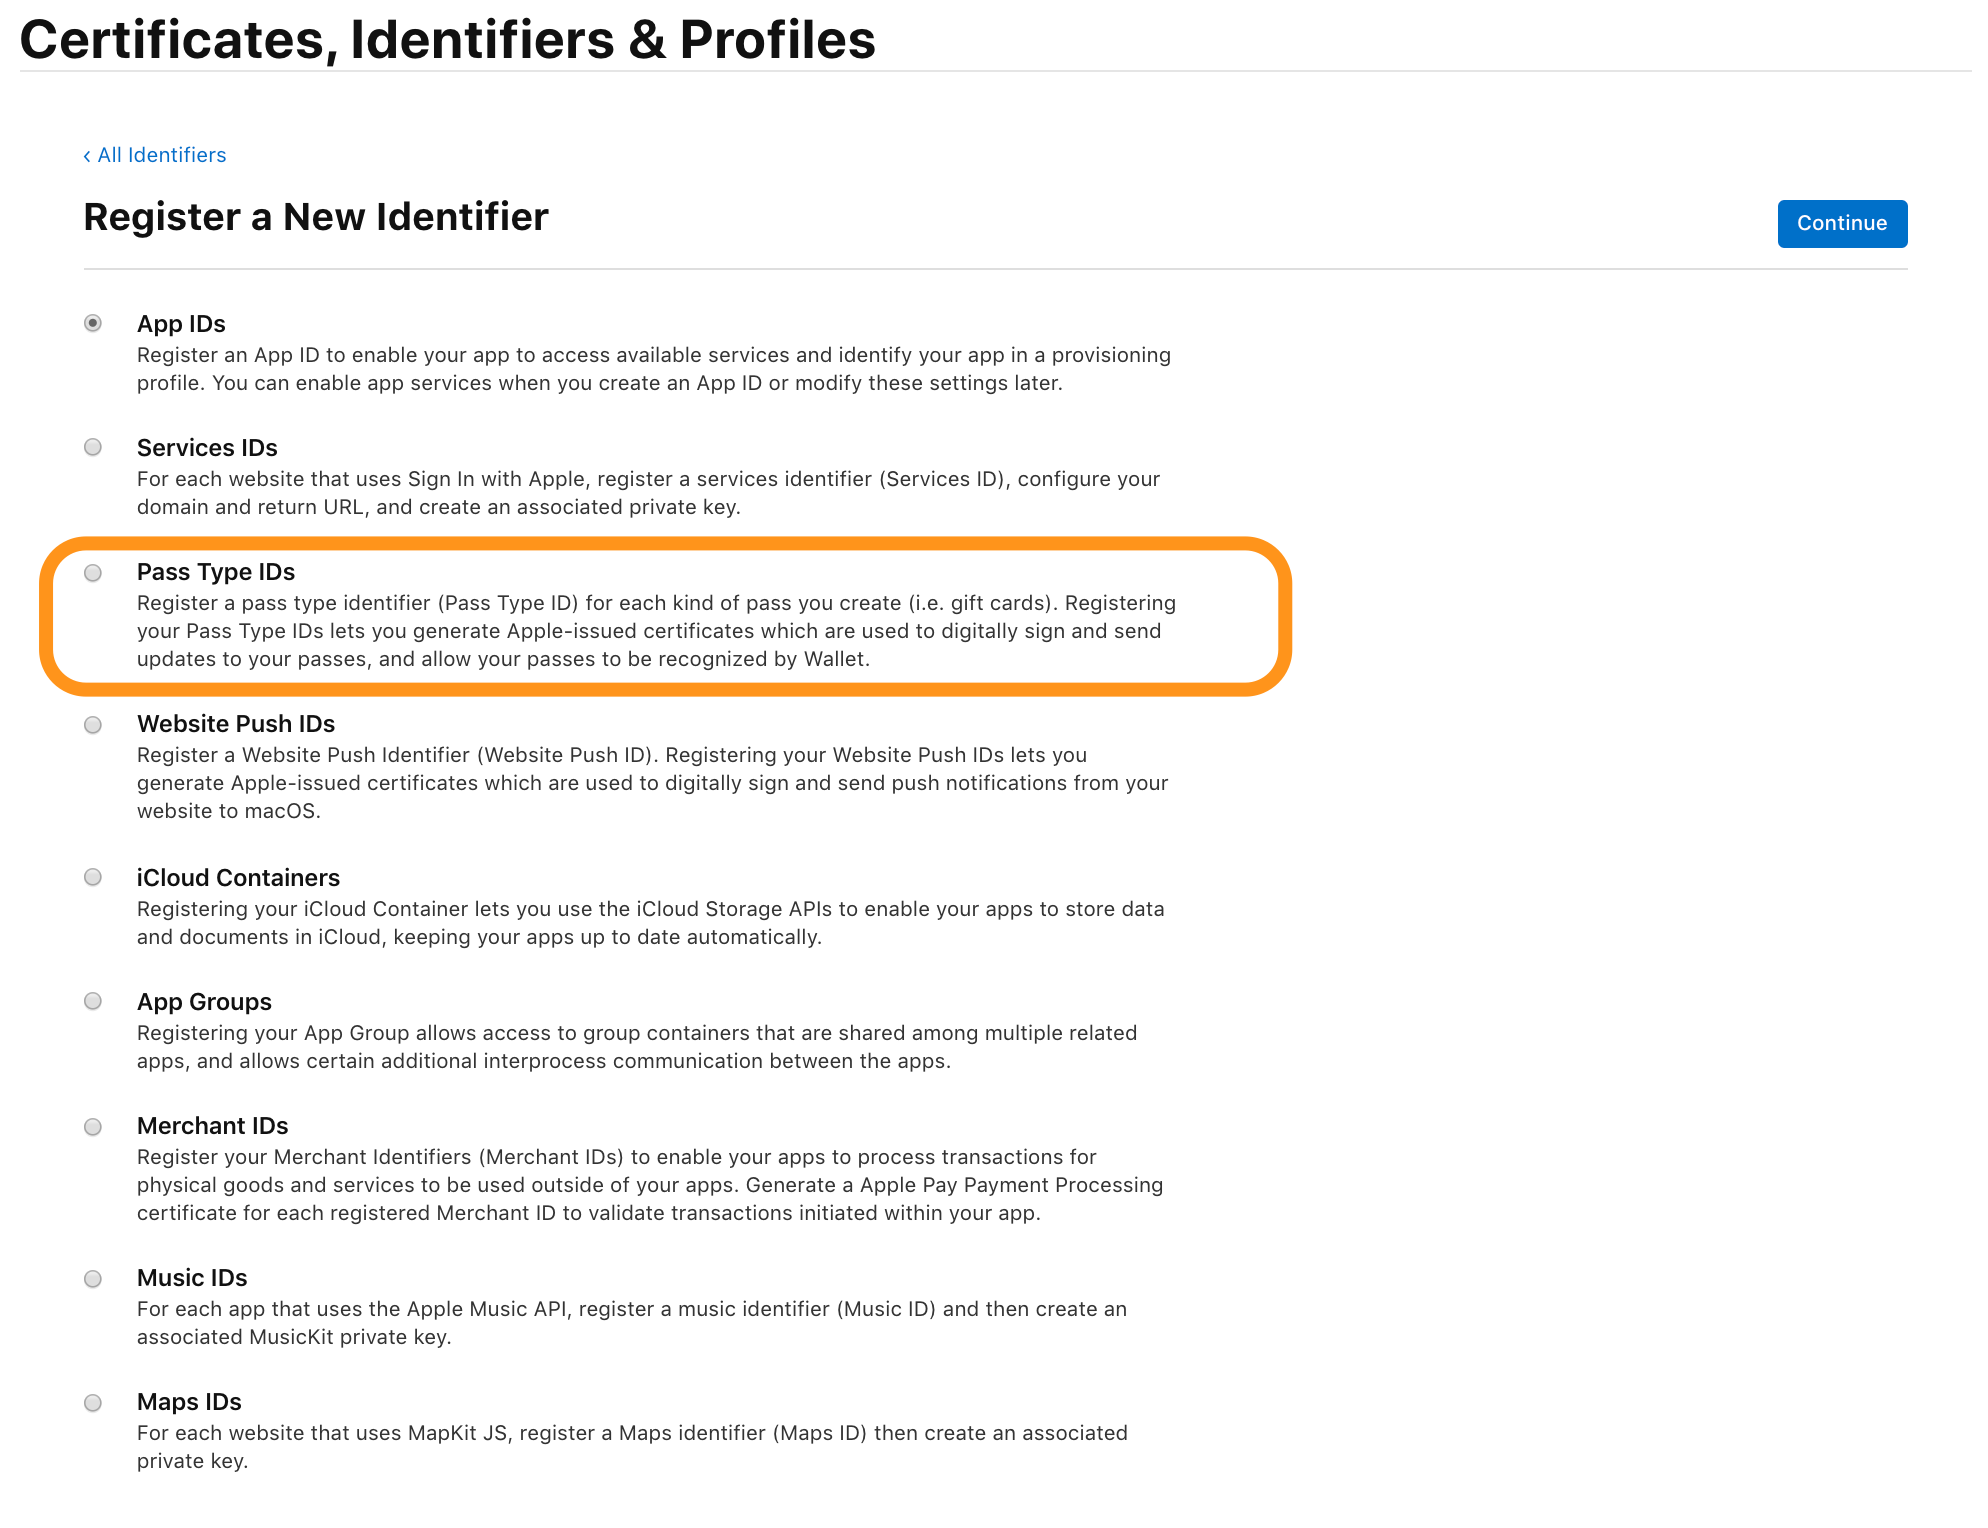 Certificates, Identifiers & Profiles
‹ All Identifiers
Register a New Identifier
Continue
App IDs
Register an App ID to enable your app to access available services and identify your app in a provisioning
profile. You can enable app services when you create an App ID or modify these settings later.
Services IDs
For each website that uses Sign In with Apple, register a services identifier (Services ID), configure your
domain and return URL, and create an associated private key.
Pass Type IDs
Register a pass type identifier (Pass Type ID) for each kind of pass you create (i.e. gift cards). Registering
your Pass Type IDs lets you generate Apple-issued certificates which are used to digitally sign and send
updates to your passes, and allow your passes to be recognized by Wallet.
Website Push IDs
Register a Website Push Identifier (Website Push ID). Registering your Website Push IDs lets you
generate Apple-issued certificates which are used to digitally sign and send push notifications from your
website to macOS.
iCloud Containers
Registering your iCloud Container lets you use the iCloud Storage APIs to enable your apps to store data
and documents in iCloud, keeping your apps up to date automatically.
App Groups
Registering your App Group allows access to group containers that are shared among multiple related
apps, and allows certain additional interprocess communication between the apps.
Merchant IDs
Register your Merchant Identifiers (Merchant IDs) to enable your apps to process transactions for
physical goods and services to be used outside of your apps. Generate a Apple Pay Payment Processing
certificate for each registered Merchant ID to validate transactions initiated within your app.
Music IDs
For each app that uses the Apple Music API, register a music identifier (Music ID) and then create an
associated MusicKit private key.
Maps IDs
For each website that uses MapKit JS, register a Maps identifier (Maps ID) then create an associated
private key.